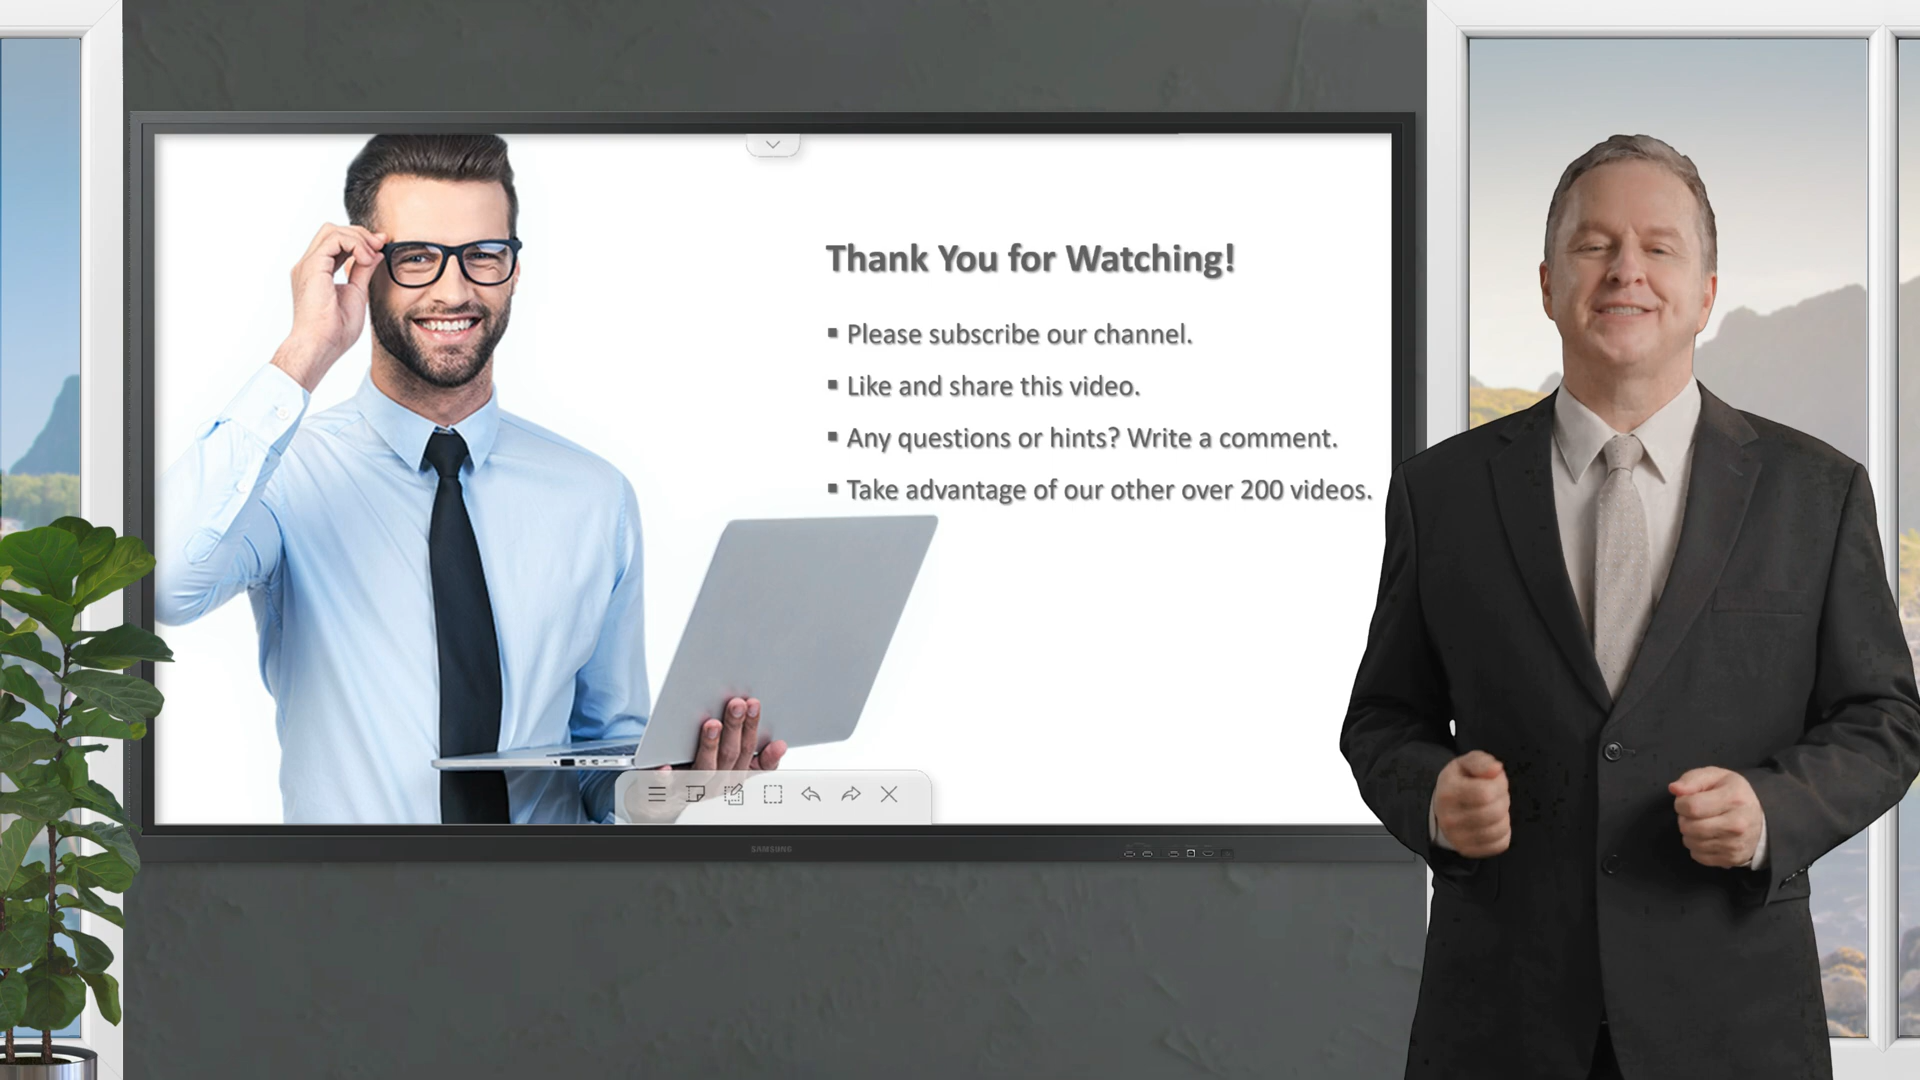 Thank You for Watching!
▪ Please subscribe our channel.
▪ Like and share this video.
▪ Any questions or hints? Write a comment.
▪ Take advantage of our other over 200 videos.
SAMSUNG